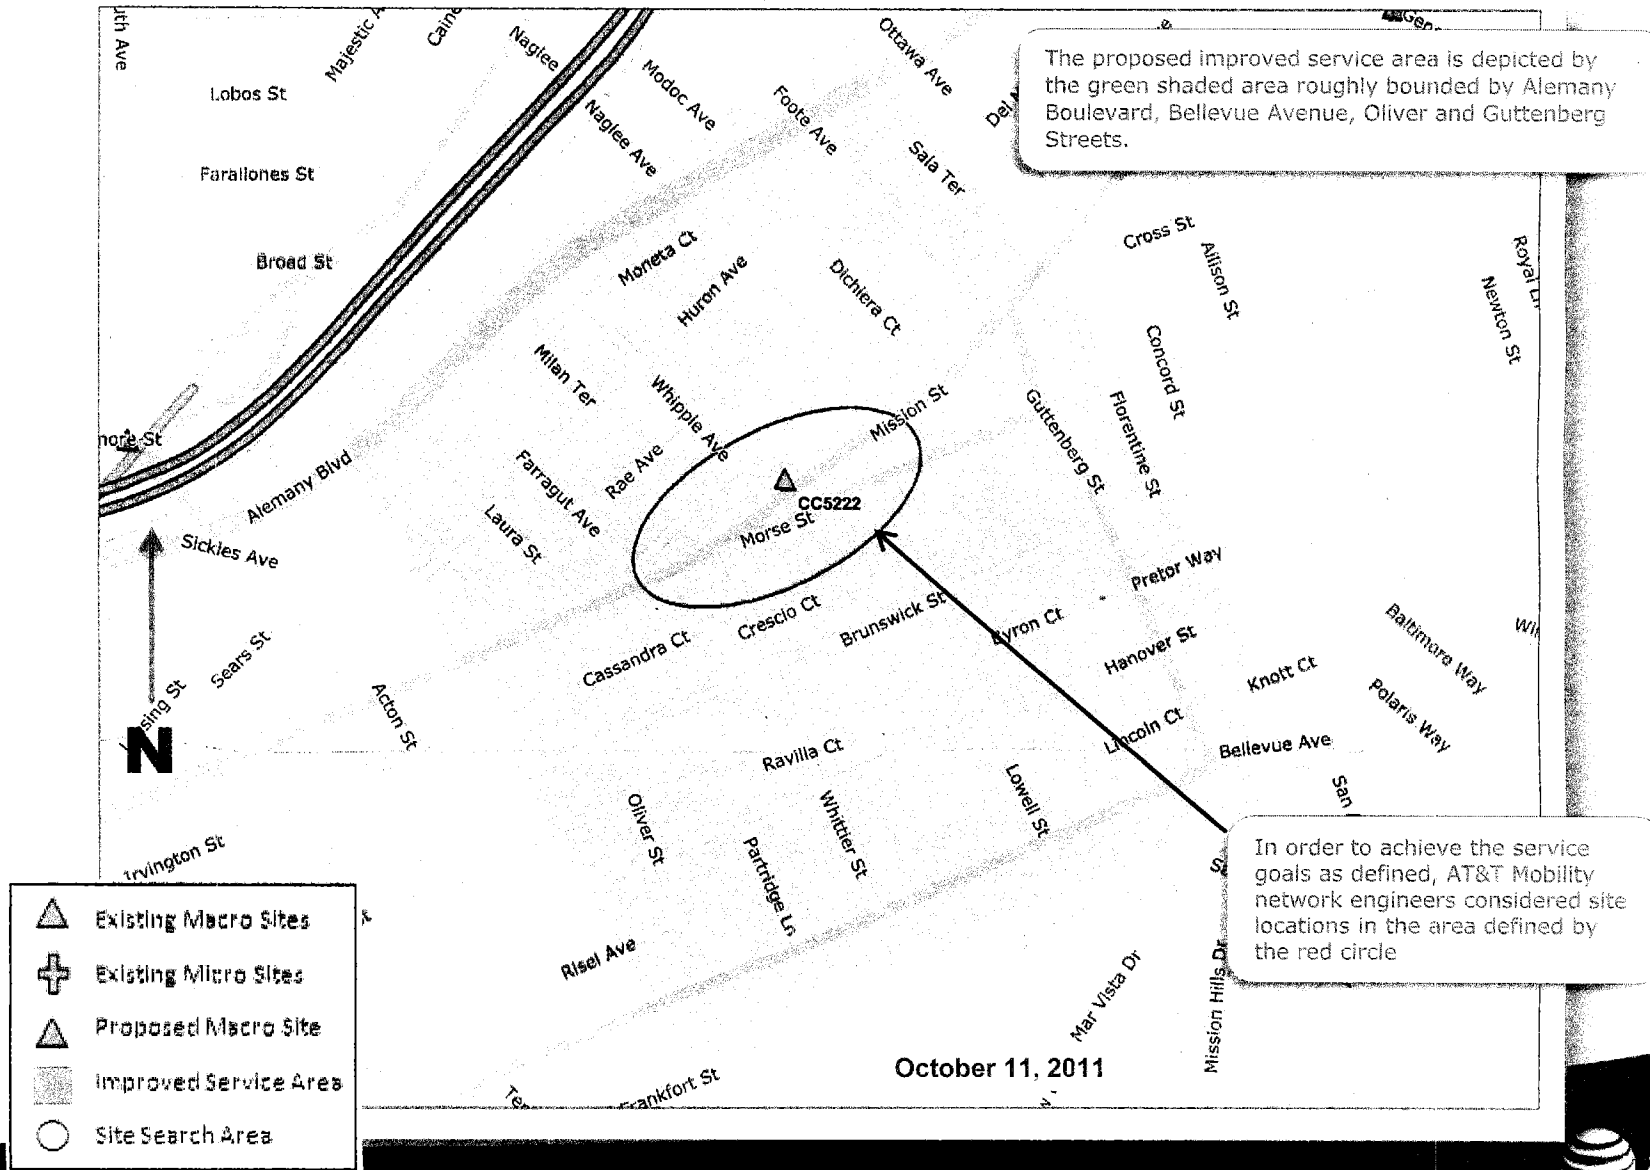 Majestic
Caine
Naglee
Ottawa Ave
Lobos St
Modoc Ave
Naglee Ave
Foote Ave
The proposed improved service area is depicted by
the green shaded area roughly bounded by Alemany
Boulevard, Bellevue Avenue, Oliver and Guttenberg
Streets.
Farallones St
Sala Ter
Broad St
Moneta Ct
Huron Ave
Dichiera Ct
Cross St
Allison St
Newton St
Milan Ter
Whipple Ave
Mission St
Concord St
Florentine St
Guttenberg St
Alemany Blvd
Farragut Ave
Rae Ave
Laura St
CC5222
Morse St
Sickles Ave
Pretor Way
Crescio Ct
Brunswick St
Byron Ct
Cassandra Ct
Hanover St
Baltimore Way
Sears St
Knott Ct
Polaris Way
Acton St
N
Lincoln Ct
Bellevue Ave
Ravilla Ct
Lowell St
San
Oliver St
Whittier St
Partridge Ln
Irvington St
In order to achieve the service
goals as defined, AT&T Mobility
network engineers considered site
locations in the area defined by
the red circle
Risel Ave
Mar Vista Dr
Mission Hills Dr
October 11, 2011
Frankfort St
Existing Macro Sites
Existing Micro Sites
Proposed Macro Site
Improved Service Area
Site Search Area